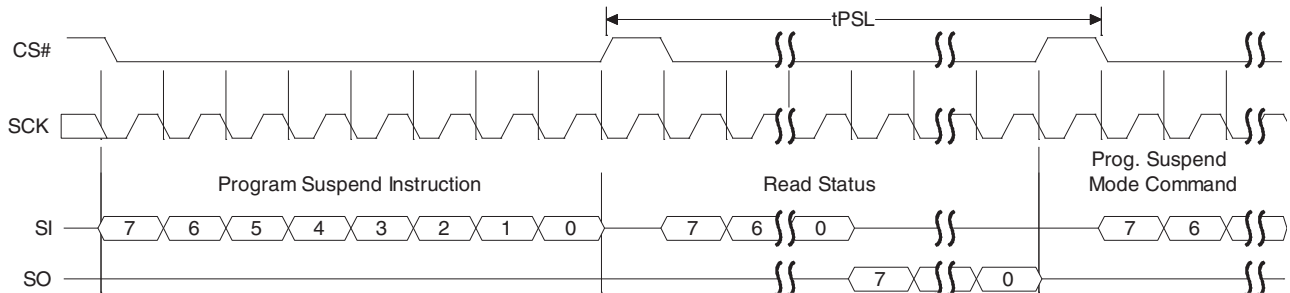 tPSL
CS#
SCK
Prog. Suspend
Program Suspend Instruction Read Status Mode Command
SI 7 6 5 4 3 2 1 0 7 6 0 7 6
SO 7 0